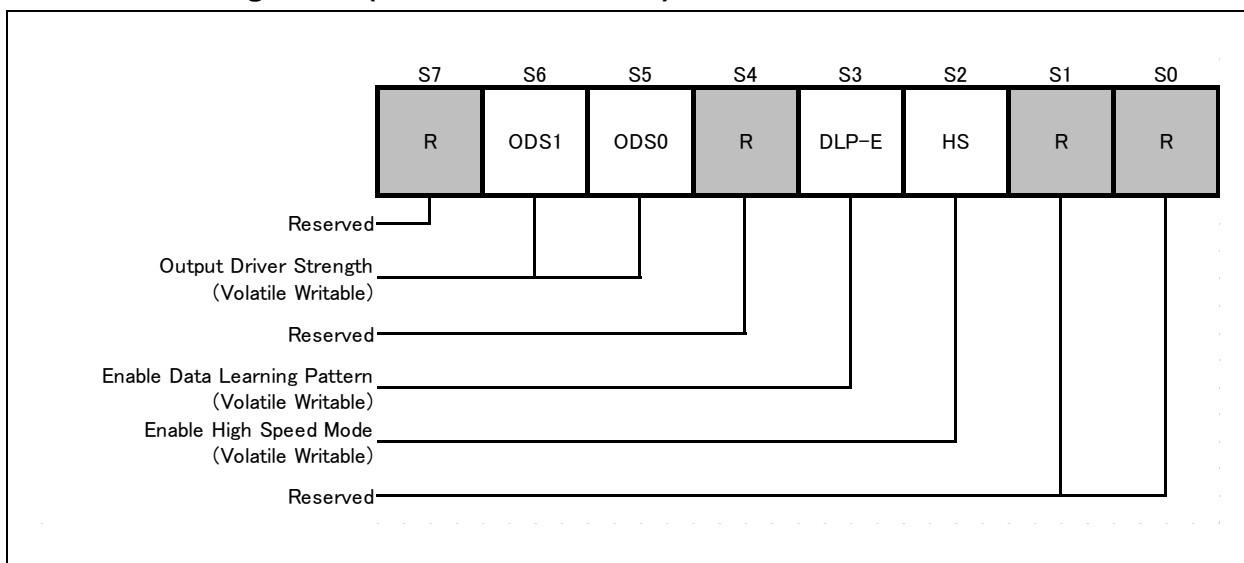 S7 S6 S5 S4 S3 S2 S1 S0
R ODS1 ODS0 R DLP-E HS R R
Reserved
Output Driver Strength
(Volatile Writable)
Reserved
Enable Data Learning Pattern
(Volatile Writable)
Enable High Speed Mode
(Volatile Writable)
Reserved